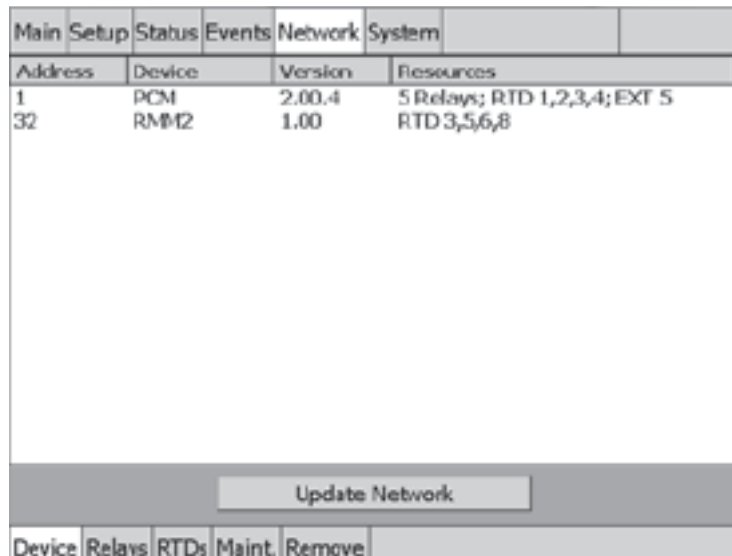 Main Setup Status Events Network System
Address Device Version Resources
1 PCM 2.00.4 5 Relays; RTD 1,2,3,4; EXT 5
32 RMM2 1.00 RTD 3,5,6,8
Update Network
Device Relays RTDs Maint. Remove